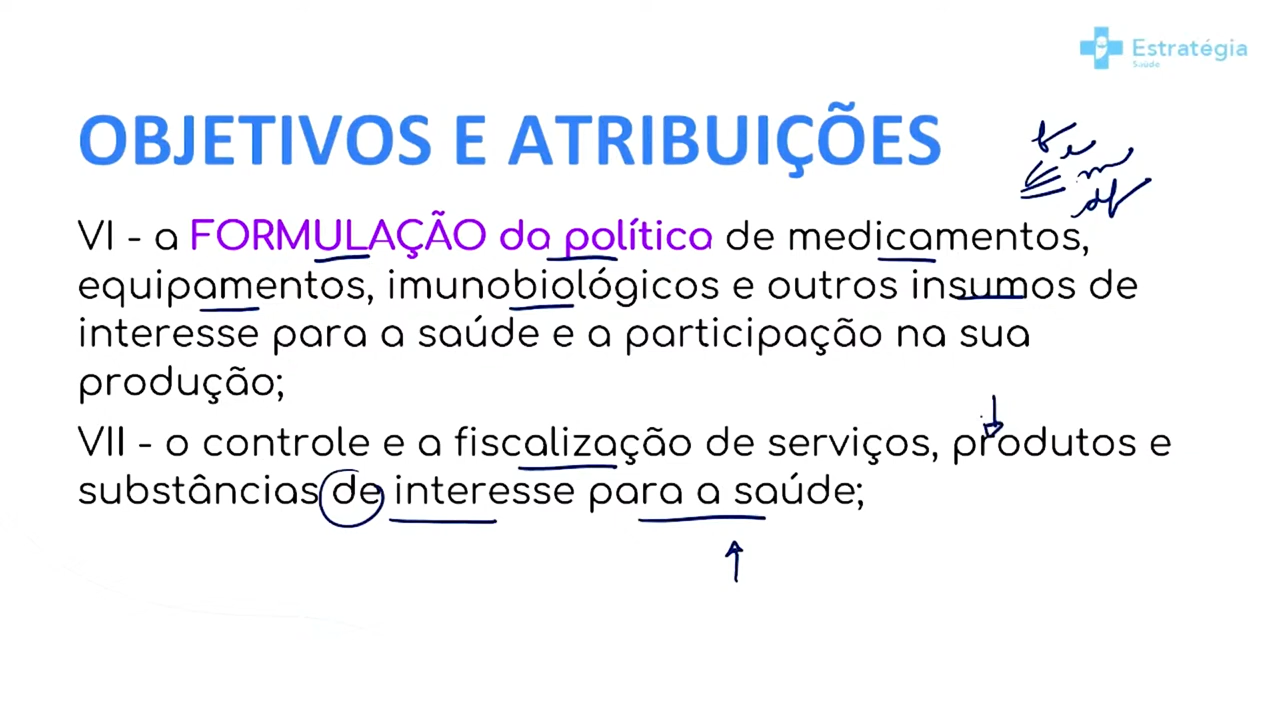 Estratégia
Saúde
OBJETIVOS E ATRIBUIÇÕES
VI - a FORMULAÇÃO da política de medicamentos,
equipamentos, imunobiológicos e outros insumos de
interesse para a saúde e a participação na sua
produção;
VII - o controle e a fiscalização de serviços, produtos e
substâncias de interesse para a saúde;